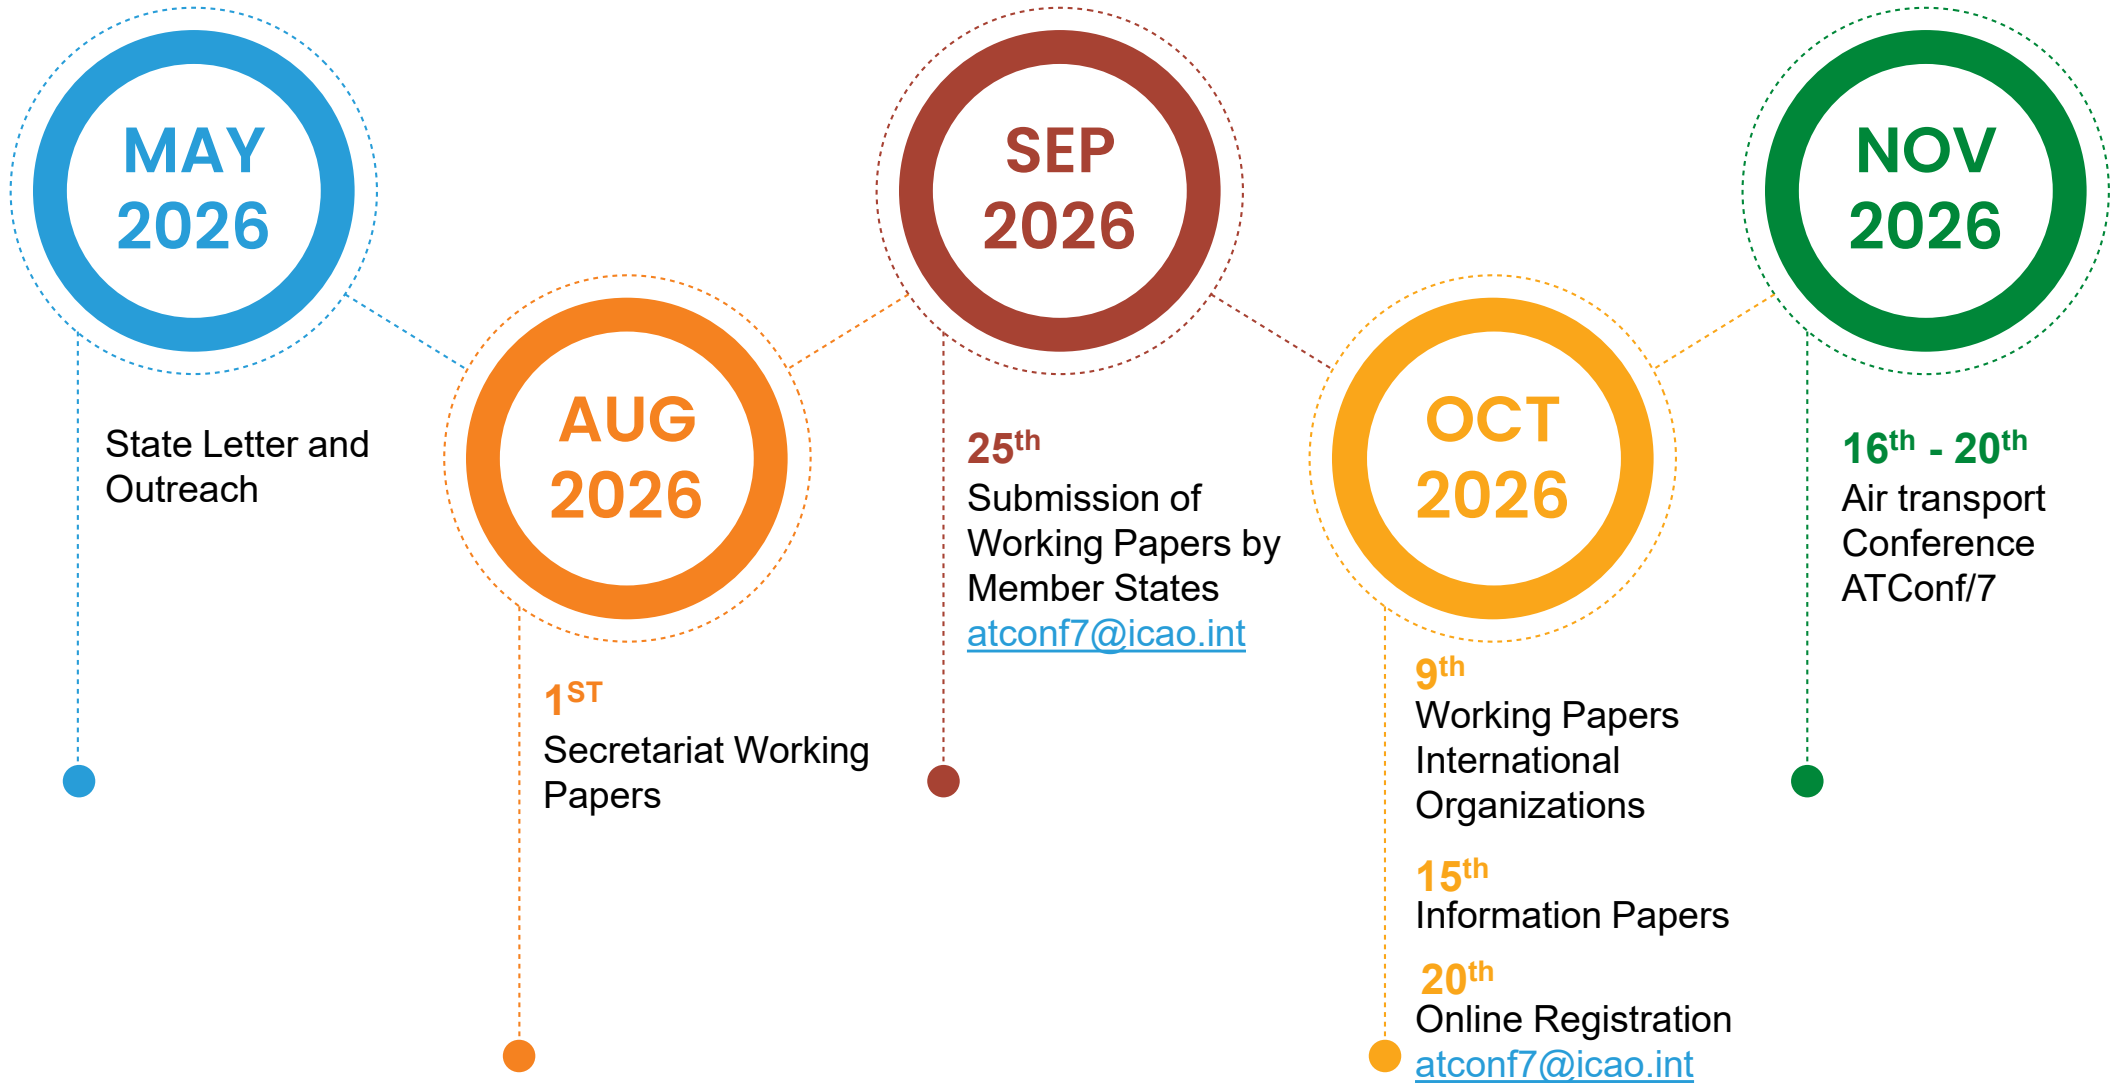 MAY
2026
State Letter and
Outreach
AUG
2026
1ST
Secretariat Working
Papers
SEP
2026
25th
Submission of
Working Papers by
Member States
atconf7@icao.int
OCT
2026
9th
Working Papers
International
Organizations
15th
Information Papers
20th
Online Registration
atconf7@icao.int
NOV
2026
16th - 20th
Air transport
Conference
ATConf/7